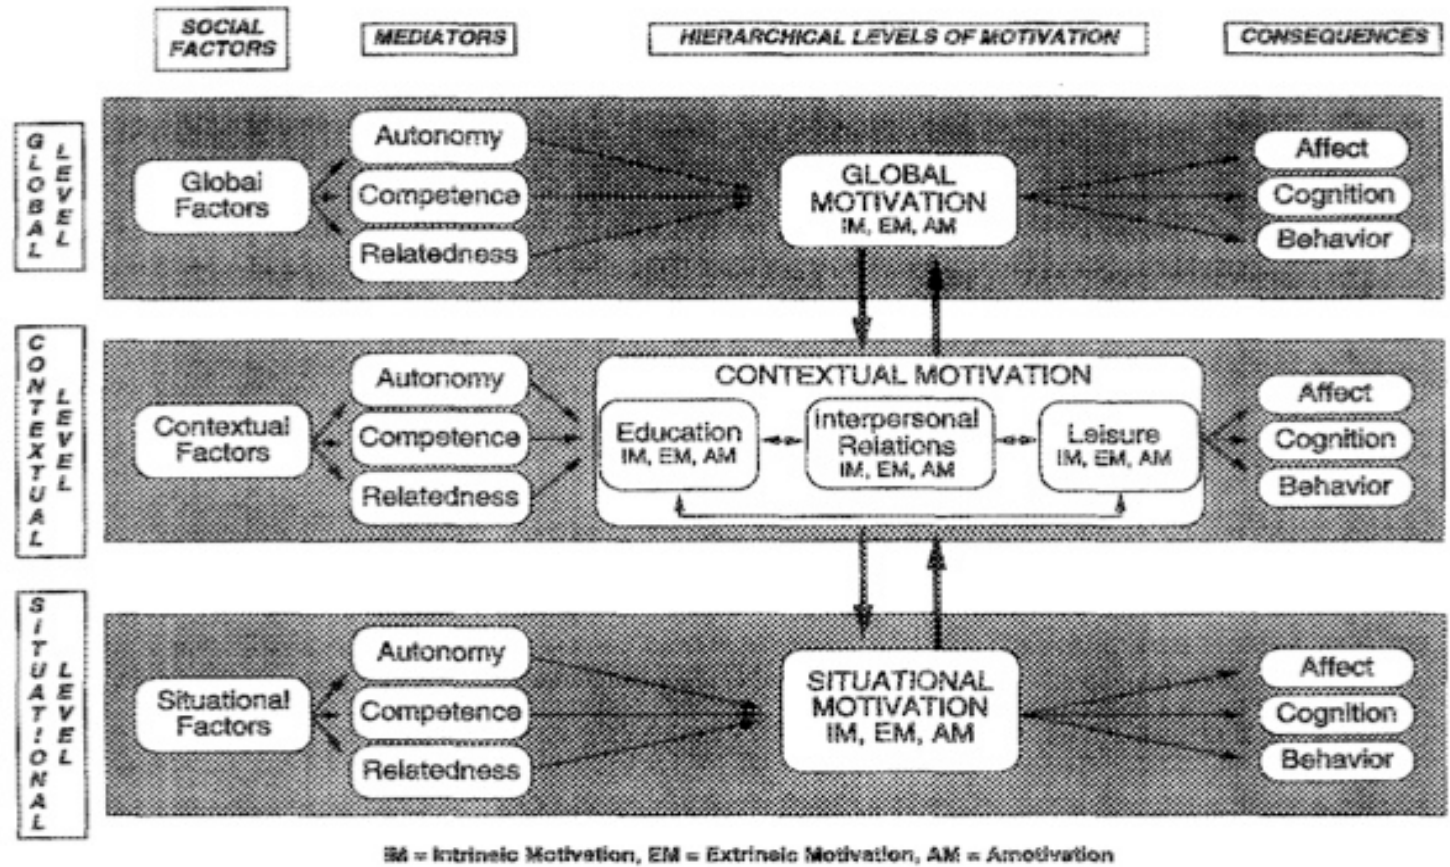 SOCIAL
FACTORS
MEDIATORS
HIERARCHICAL LEVELS OF MOTIVATION
CONSEQUENCES
GLOBAL
LEVEL
Global
Factors
Autonomy
Competence
Relatedness
GLOBAL
MOTIVATION
IM, EM, AM
Affect
Cognition
Behavior
CONTEXTUAL
LEVEL
Contextual
Factors
Autonomy
Competence
Relatedness
CONTEXTUAL MOTIVATION
Education
IM, EM, AM
Interpersonal
Relations
IM, EM, AM
Leisure
IM, EM, AM
Affect
Cognition
Behavior
SITUATIONAL
LEVEL
Situational
Factors
Autonomy
Competence
Relatedness
SITUATIONAL
MOTIVATION
IM, EM, AM
Affect
Cognition
Behavior
IM = Intrinsic Motivation, EM = Extrinsic Motivation, AM = Amotivation